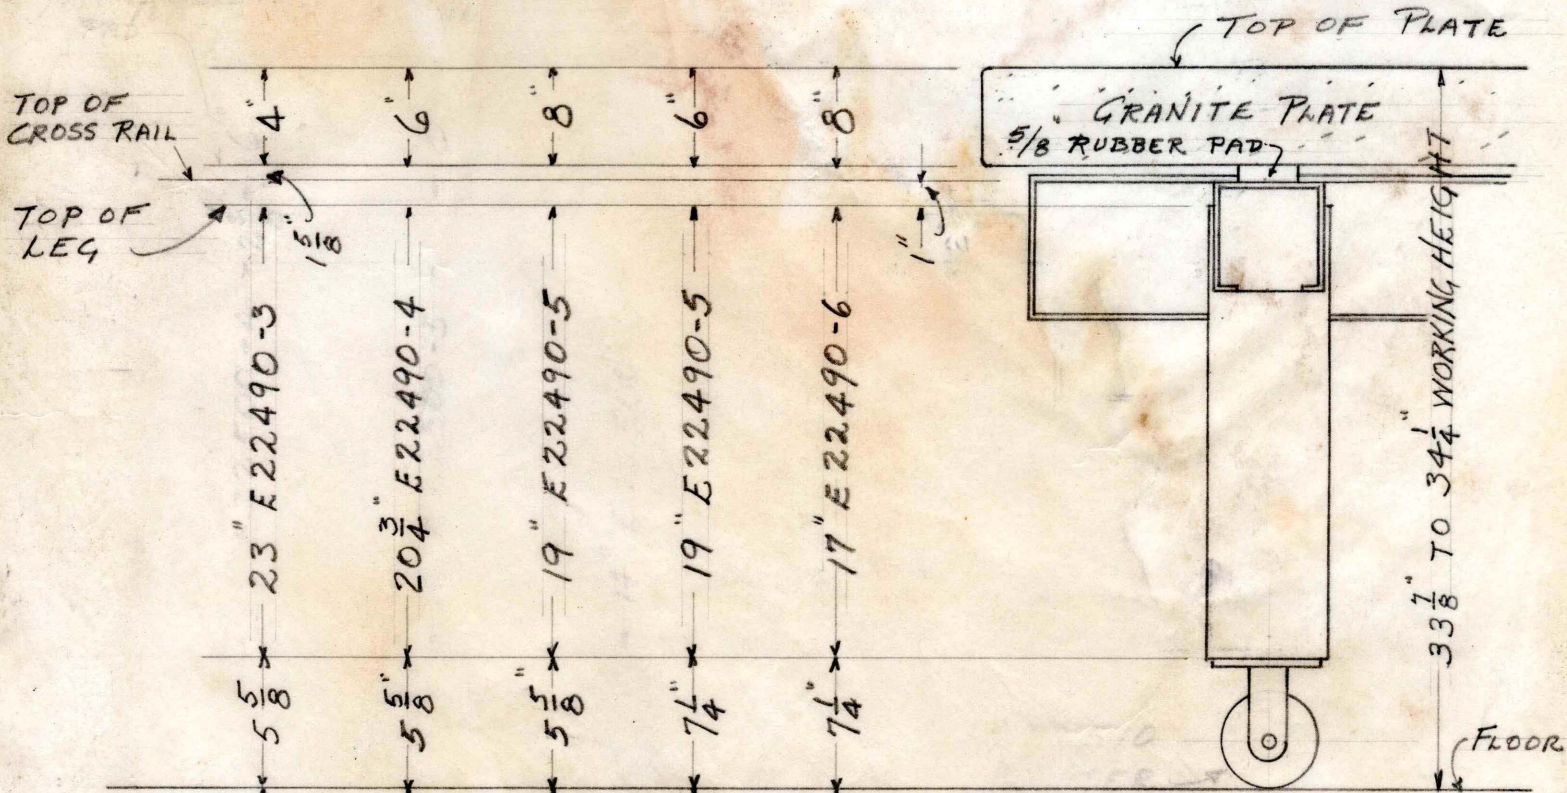 TOP OF PLATE
TOP OF
CROSS RAIL
4"
6"
8"
6"
8"
GRANITE PLATE
5/8 RUBBER PAD
TOP OF
LEG
1 5/8"
1"
23" E22490-3
20 3/4" E22490-4
19" E22490-5
19" E22490-5
17" E22490-6
33 7/8" TO 34 1/4" WORKING HEIGHT
5 5/8
5 5/8"
5 5/8"
7 1/4"
7 1/4"
FLOOR